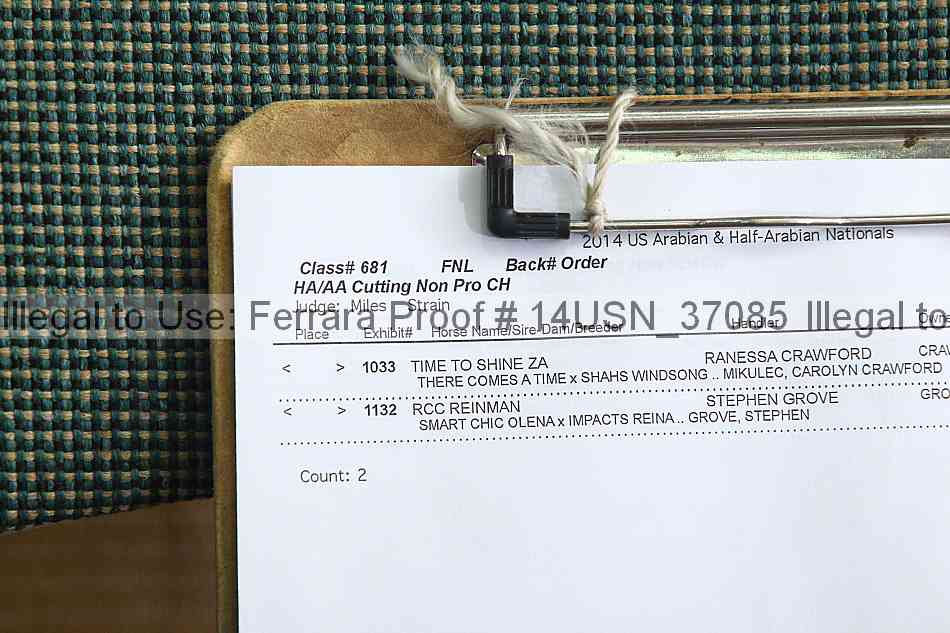 2014 US Arabian & Half-Arabian Nationals
Class# 681 FNL Back# Order
HA/AA Cutting Non Pro CH
Judge: Miles Strain
Illegal to Use: Ferrara Proof # 14USN_37085 Illegal to
Place Exhibit# Horse Name/Sire-Dam/Breeder Handler Owne
< > 1033 TIME TO SHINE ZA RANESSA CRAWFORD CRAW
THERE COMES A TIME x SHAHS WINDSONG .. MIKULEC, CAROLYN CRAWFORD
< > 1132 RCC REINMAN STEPHEN GROVE GRO
SMART CHIC OLENA x IMPACTS REINA .. GROVE, STEPHEN
Count: 2